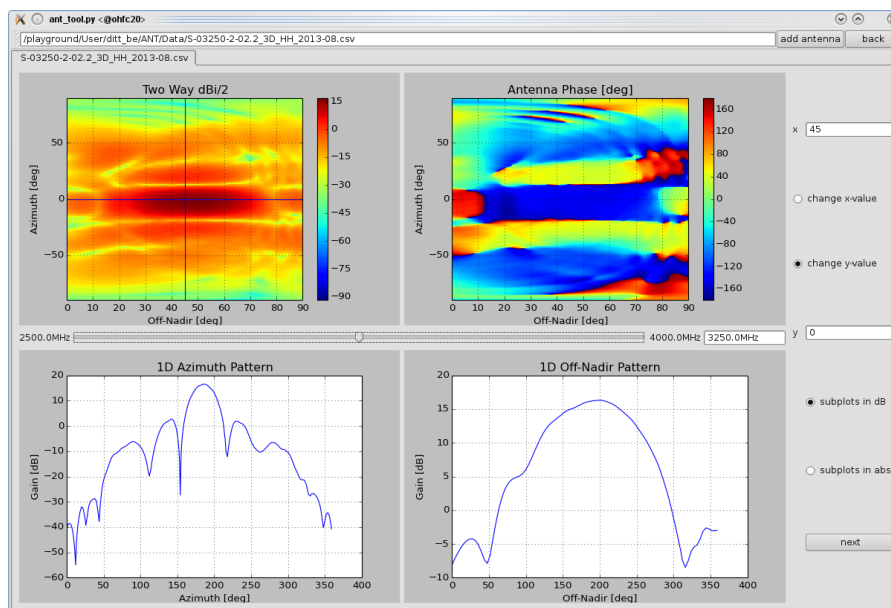 ant_tool.py <@ohfc20>
/playground/User/ditt_be/ANT/Data/S-03250-2-02.2_3D_HH_2013-08.csv
add antenna
back
S-03250-2-02.2_3D_HH_2013-08.csv
Two Way dBi/2
Azimuth [deg]
50
0
−50
0 10 20 30 40 50 60 70 80 90
Off-Nadir [deg]
15
0
−15
−30
−45
−60
−75
−90
Antenna Phase [deg]
Azimuth [deg]
50
0
−50
0 10 20 30 40 50 60 70 80 90
Off-Nadir [deg]
160
120
80
40
0
−40
−80
−120
−160
x
45
change x-value
change y-value
2500.0MHz
4000.0MHz
3250.0MHz
y
0
1D Azimuth Pattern
Gain [dB]
20
10
0
−10
−20
−30
−40
−50
−60
0 50 100 150 200 250 300 350 400
Azimuth [deg]
1D Off-Nadir Pattern
Gain [dB]
20
15
10
5
0
−5
−10
0 50 100 150 200 250 300 350 400
Off-Nadir [deg]
subplots in dB
subplots in abs
next